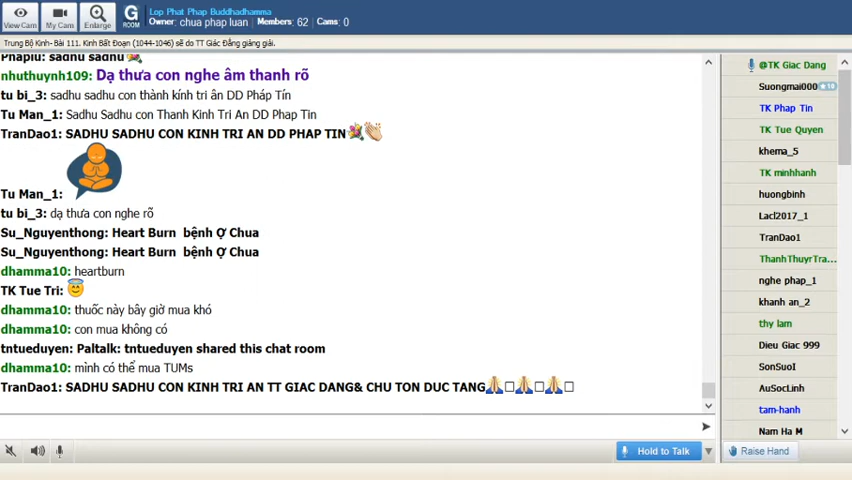 View Cam
My Cam
Enlarge
G
ROOM
Lop Phat Phap Buddhadhamma
Owner: chua phap luan Members: 62 Cams: 0
Trung Bộ Kinh- Bài 111. Kinh Bất Đoạn (1044-1046) sẽ do TT Giác Đẳng giảng giải.
Phapiu: sadhu sadhu
nhuthuynh109: Dạ thưa con nghe âm thanh rõ
tu bi_3: sadhu sadhu con thành kính tri ân DD Pháp Tín
Tu Man_1: Sadhu Sadhu con Thanh Kinh Tri An DD Phap Tin
TranDao1: SADHU SADHU CON KINH TRI AN DD PHAP TIN
Tu Man_1:
tu bi_3: dạ thưa con nghe rõ
Su_Nguyenthong: Heart Burn bệnh Ợ Chua
Su_Nguyenthong: Heart Burn bệnh Ợ Chua
dhamma10: heartburn
TK Tue Tri:
dhamma10: thuốc này bây giờ mua khó
dhamma10: con mua không có
tntueduyen: Paltalk: tntueduyen shared this chat room
dhamma10: mình có thể mua TUMs
TranDao1: SADHU SADHU CON KINH TRI AN TT GIAC DANG& CHU TON DUC TANG
Hold to Talk
@TK Giac Dang
Suongmai000 10
TK Phap Tin
TK Tue Quyen
khema_5
TK minhhanh
huongbinh
Lacl2017_1
TranDao1
ThanhThuyrTra...
nghe phap_1
khanh an_2
thy lam
Dieu Giac 999
SonSuoI
AuSocLinh
tam-hanh
Nam Ha M
Raise Hand